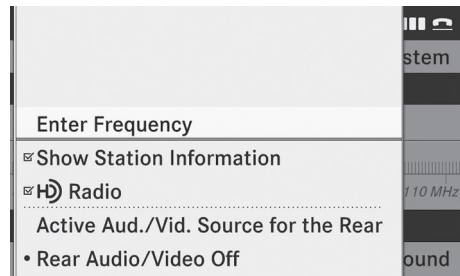 stem
Enter Frequency
Show Station Information
HD Radio
110 MHz
Active Aud./Vid. Source for the Rear
• Rear Audio/Video Off
ound